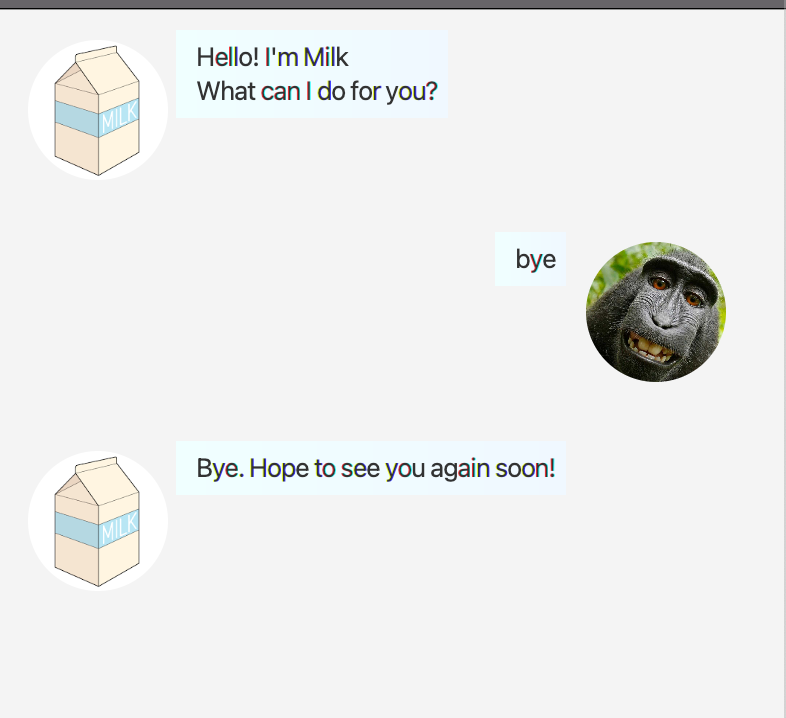 Hello! I'm Milk
What can I do for you?
MILK
bye
Bye. Hope to see you again soon!
MILK